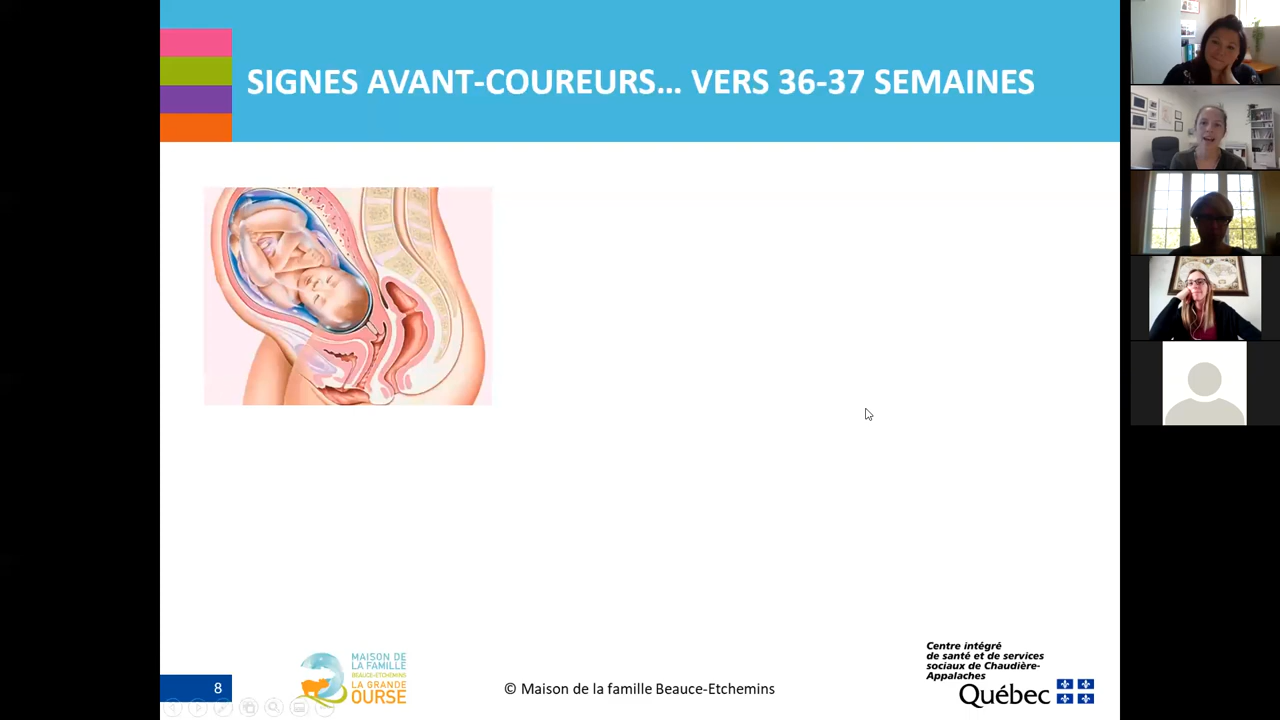 SIGNES AVANT-COUREURS... VERS 36-37 SEMAINES
8
MAISON DE
LA FAMILLE
BEAUCE-ETCHEMINS
LA GRANDE
OURSE
© Maison de la famille Beauce-Etchemins
Centre intégré
de santé et de services
sociaux de Chaudière-
Appalaches
Québec